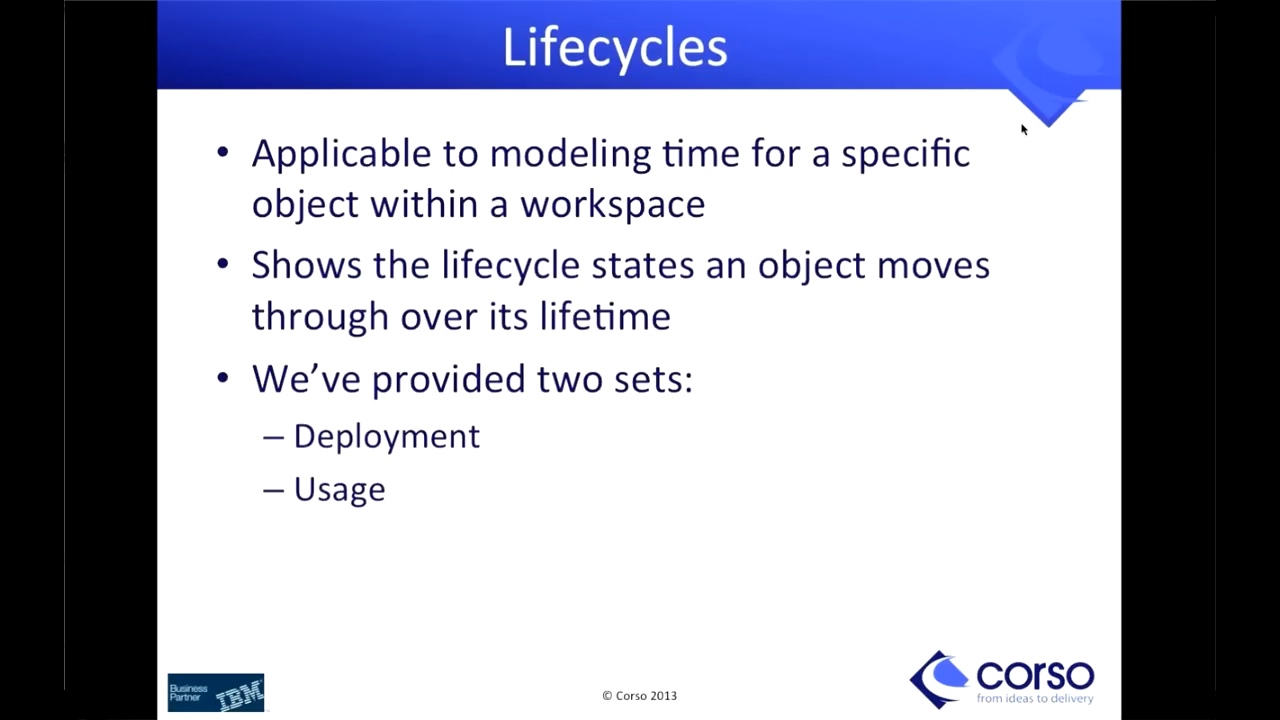 Lifecycles
• Applicable to modeling time for a specific
object within a workspace
• Shows the lifecycle states an object moves
through over its lifetime
• We’ve provided two sets:
– Deployment
– Usage
Business
Partner
IBM
© Corso 2013
corso
from ideas to delivery